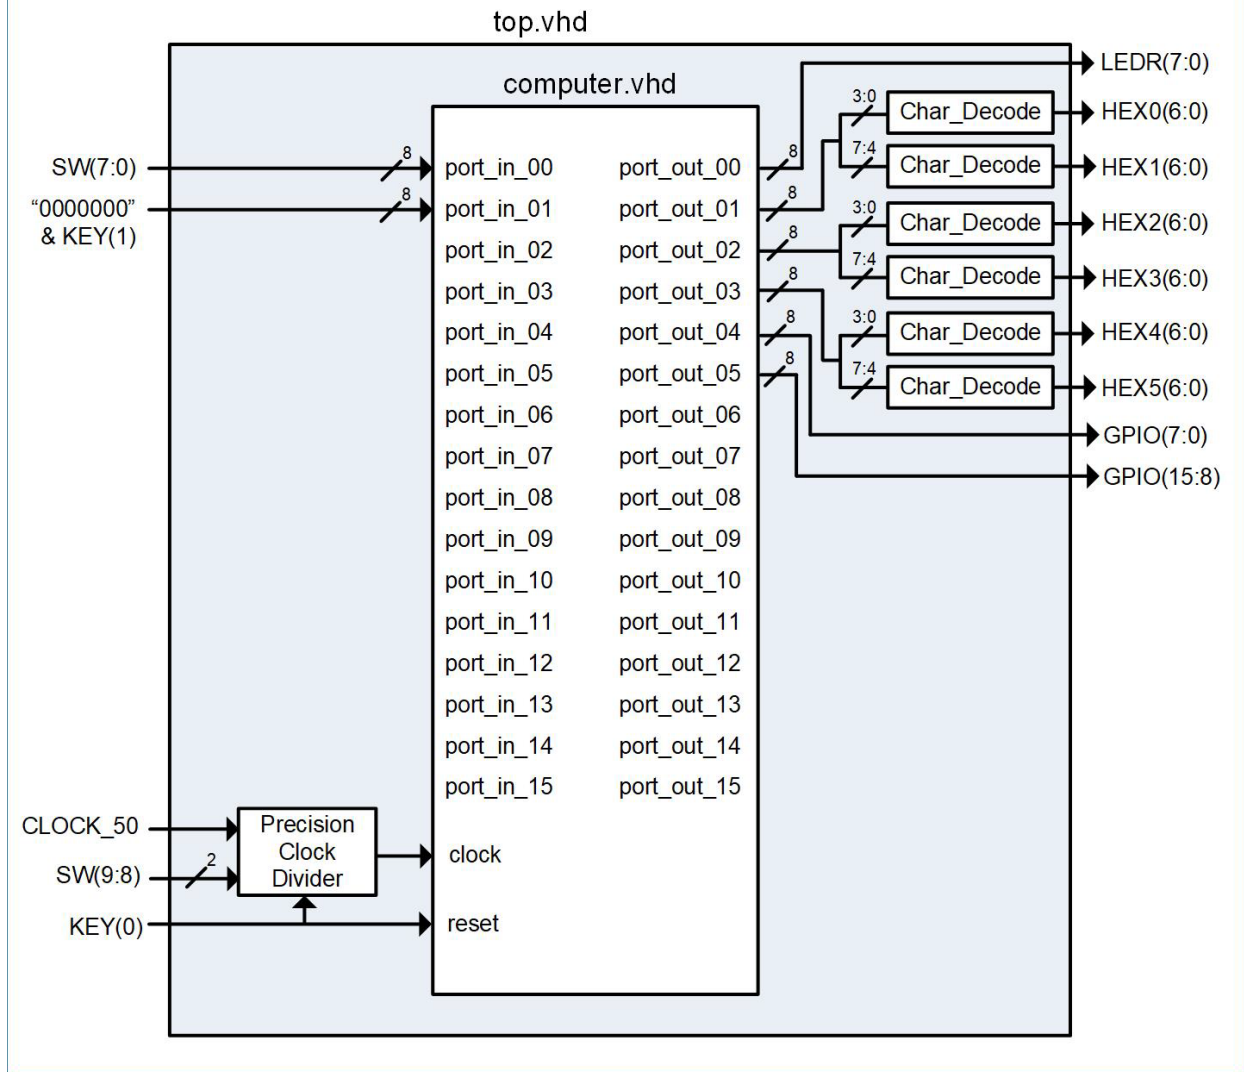 top.vhd
computer.vhd
SW(7:0)
8
“0000000”
& KEY(1)
8
port_in_00
port_in_01
port_in_02
port_in_03
port_in_04
port_in_05
port_in_06
port_in_07
port_in_08
port_in_09
port_in_10
port_in_11
port_in_12
port_in_13
port_in_14
port_in_15
clock
reset
port_out_00
port_out_01
port_out_02
port_out_03
port_out_04
port_out_05
port_out_06
port_out_07
port_out_08
port_out_09
port_out_10
port_out_11
port_out_12
port_out_13
port_out_14
port_out_15
8
8
8
8
8
8
3:0
Char_Decode
7:4
Char_Decode
3:0
Char_Decode
7:4
Char_Decode
3:0
Char_Decode
7:4
Char_Decode
LEDR(7:0)
HEX0(6:0)
HEX1(6:0)
HEX2(6:0)
HEX3(6:0)
HEX4(6:0)
HEX5(6:0)
GPIO(7:0)
GPIO(15:8)
CLOCK_50
SW(9:8)
2
KEY(0)
Precision
Clock
Divider